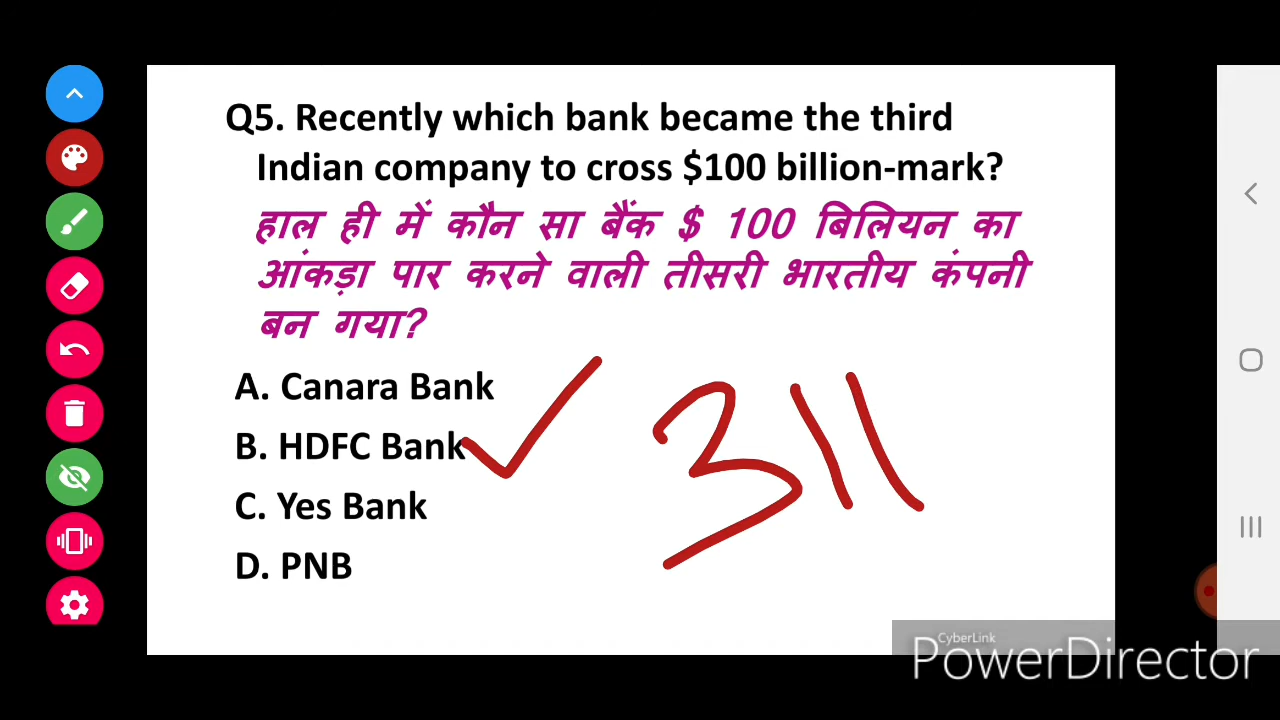 Q5. Recently which bank became the third
Indian company to cross $100 billion-mark?
हाल ही में कौन सा बैंक $ 100 बिलियन का
आंकड़ा पार करने वाली तीसरी भारतीय कंपनी
बन गया?
A. Canara Bank
B. HDFC Bank
C. Yes Bank
D. PNB
311
CyberLink
PowerDirector